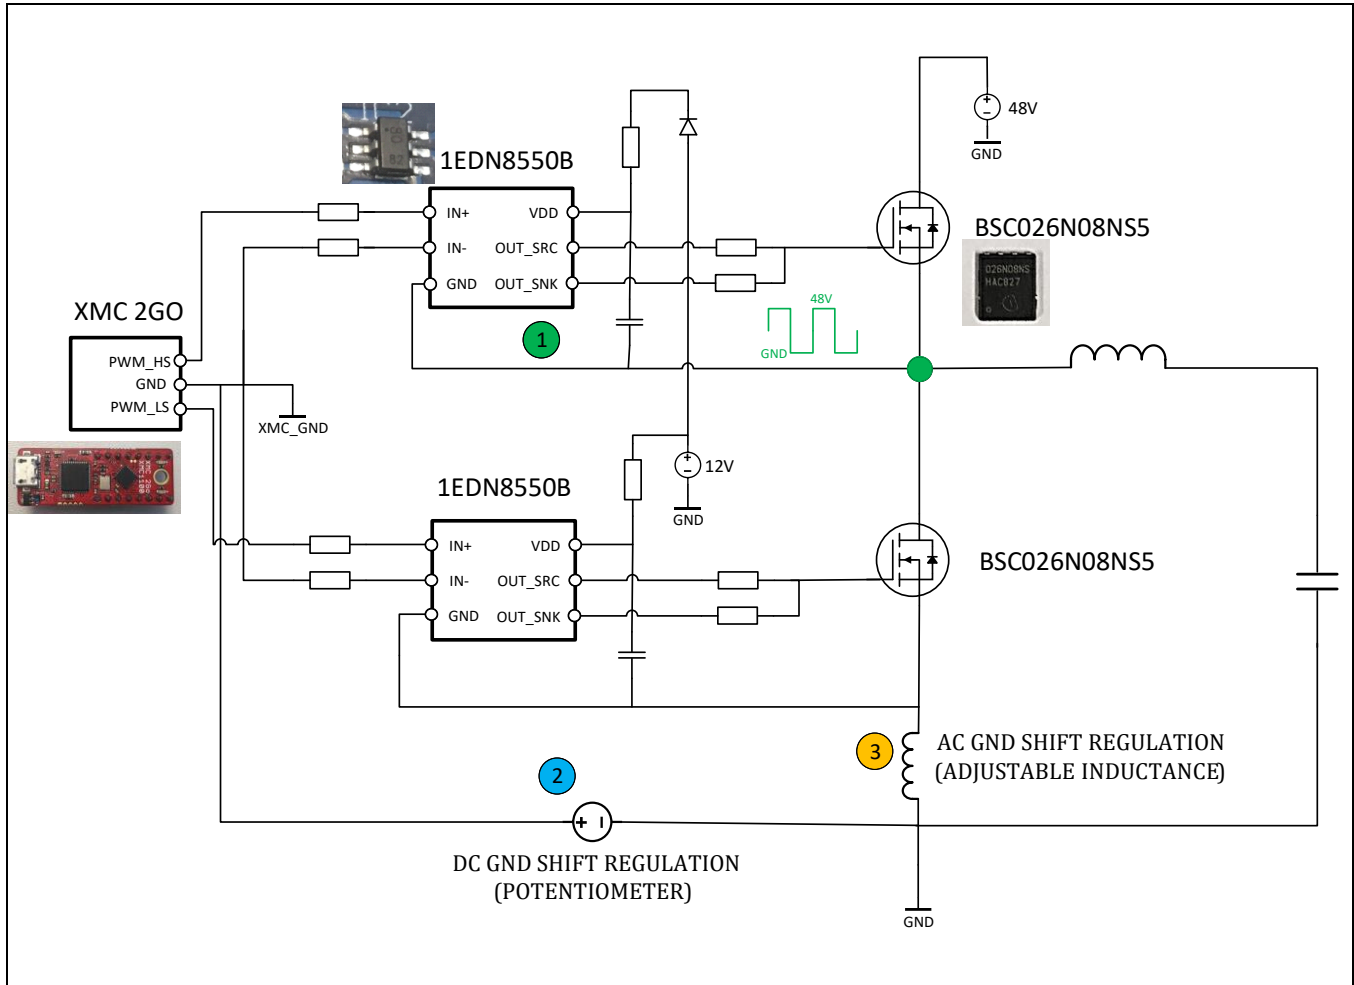 48V
GND
1EDN8550B
IN+
VDD
IN-
OUT_SRC
GND
OUT_SNK
BSC026N08NS5
026N08NS
HAC827
XMC 2GO
PWM_HS
GND
PWM_LS
XMC_GND
1
48V
GND
12V
GND
1EDN8550B
IN+
VDD
IN-
OUT_SRC
GND
OUT_SNK
BSC026N08NS5
3
AC GND SHIFT REGULATION
(ADJUSTABLE INDUCTANCE)
2
DC GND SHIFT REGULATION
(POTENTIOMETER)
GND